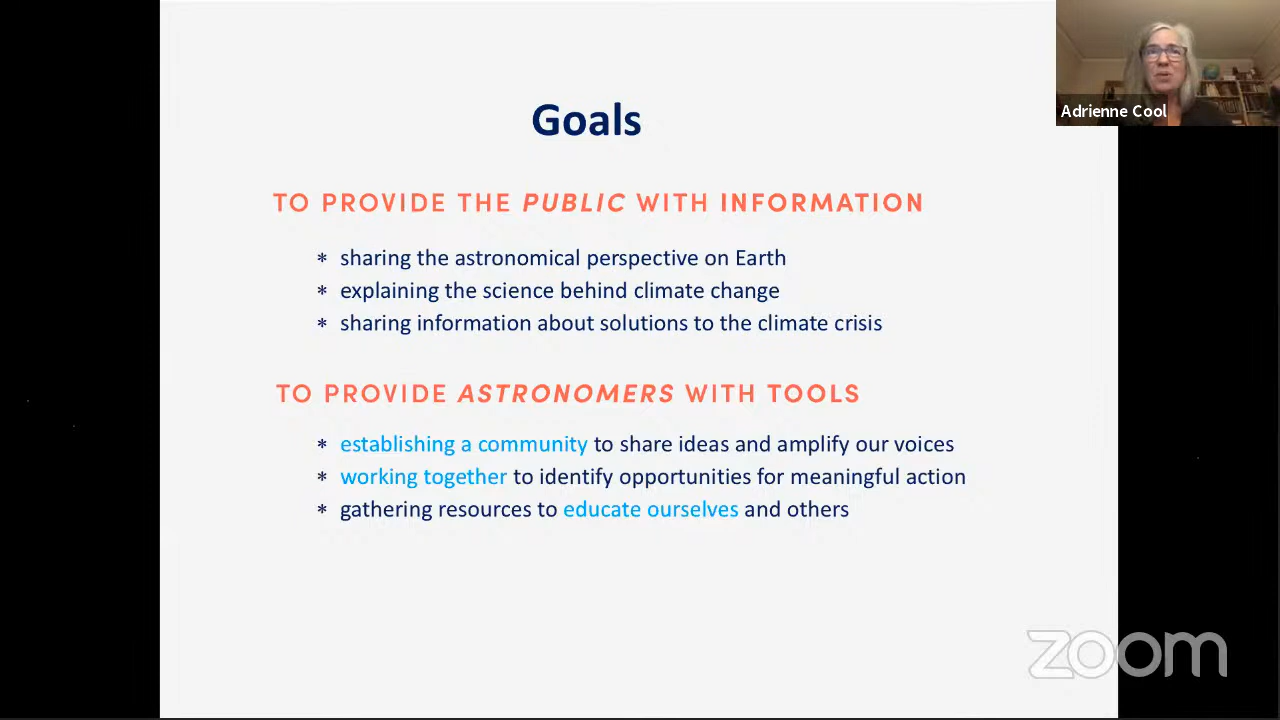 Goals
TO PROVIDE THE PUBLIC WITH INFORMATION
* sharing the astronomical perspective on Earth
* explaining the science behind climate change
* sharing information about solutions to the climate crisis
TO PROVIDE ASTRONOMERS WITH TOOLS
* establishing a community to share ideas and amplify our voices
* working together to identify opportunities for meaningful action
* gathering resources to educate ourselves and others
Adrienne Cool
zoom